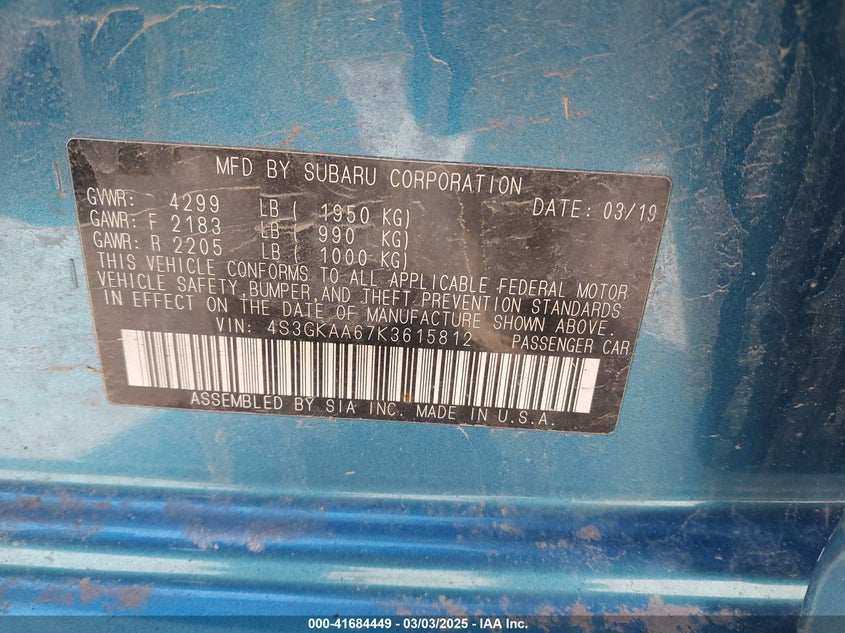 MFD BY SUBARU CORPORATION DATE: 03/19
GVWR: 4299 LB ( 1950 KG)
GAWR: F 2183 LB ( 990 KG)
GAWR: R 2205 LB ( 1000 KG)
THIS VEHICLE CONFORMS TO ALL APPLICABLE FEDERAL MOTOR
VEHICLE SAFETY, BUMPER, AND THEFT PREVENTION STANDARDS
IN EFFECT ON THE DATE OF MANUFACTURE SHOWN ABOVE.
VIN: 4S3GKAA67K3615812 PASSENGER CAR
ASSEMBLED BY SIA INC. MADE IN U.S.A.
000-41684449 — 03/03/2025 — IAA Inc.